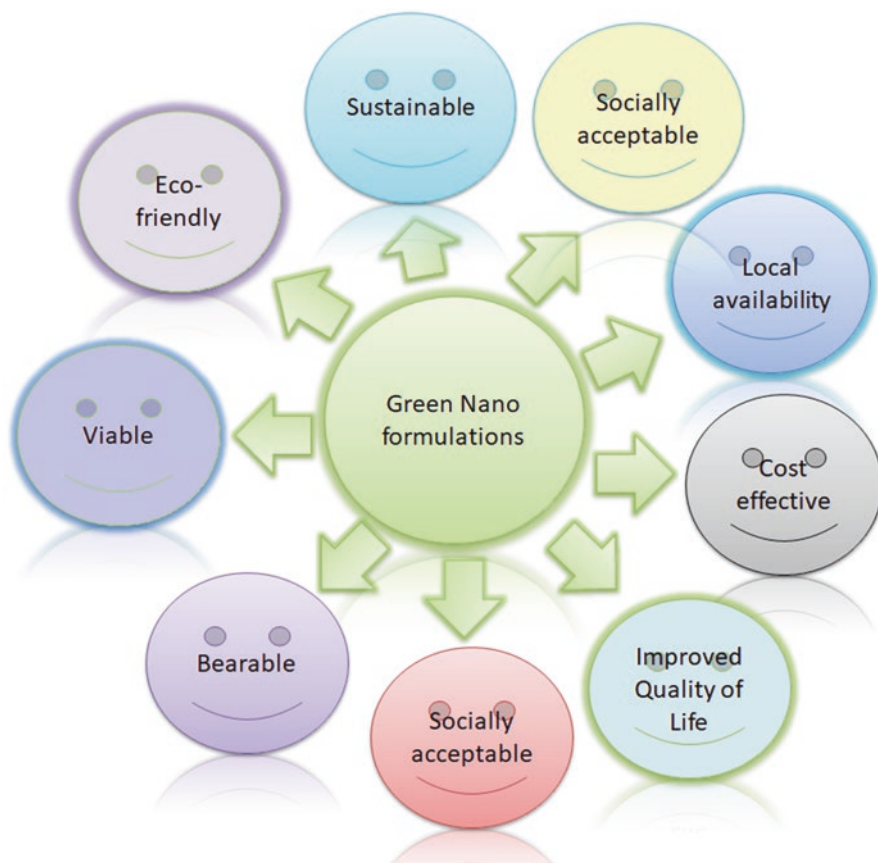 Sustainable
Socially
acceptable
Eco-
friendly
Local
availability
Green Nano
formulations
Viable
Cost
effective
Bearable
Improved
Quality of
Life
Socially
acceptable